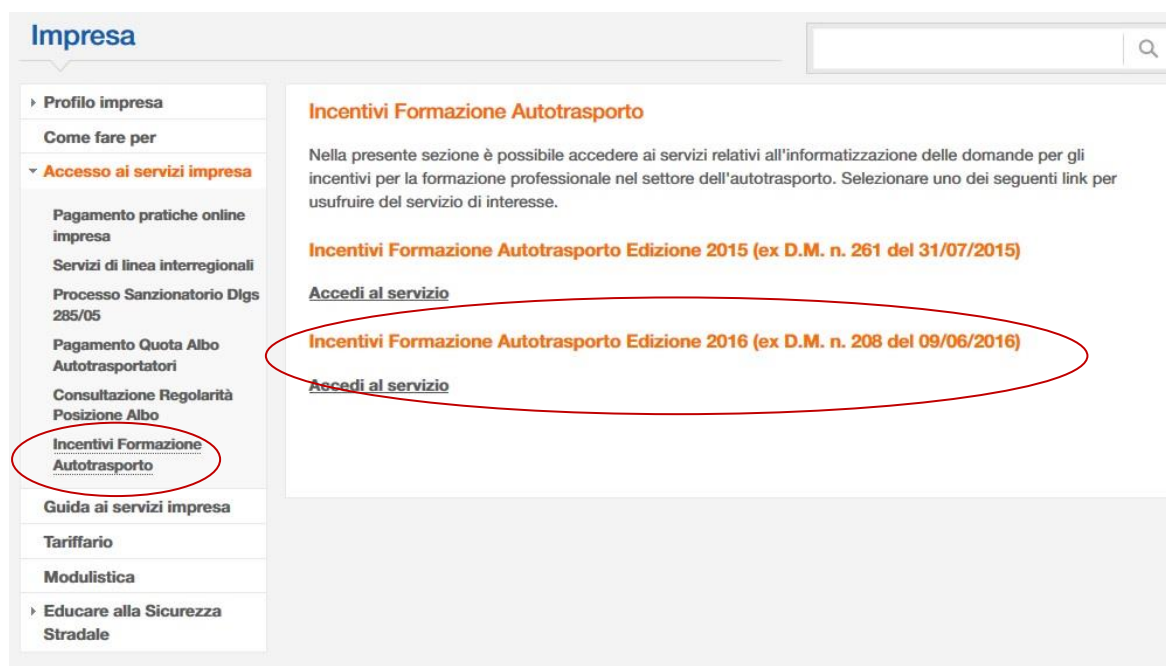 Impresa
Profilo impresa
Come fare per
Accesso ai servizi impresa
Pagamento pratiche online
impresa
Servizi di linea interregionali
Processo Sanzionatorio Dlgs
285/05
Pagamento Quota Albo
Autotrasportatori
Consultazione Regolarità
Posizione Albo
Incentivi Formazione
Autotrasporto
Guida ai servizi impresa
Tariffario
Modulistica
Educare alla Sicurezza
Stradale
Incentivi Formazione Autotrasporto
Nella presente sezione è possibile accedere ai servizi relativi all'informatizzazione delle domande per gli
incentivi per la formazione professionale nel settore dell'autotrasporto. Selezionare uno dei seguenti link per
usufruire del servizio di interesse.
Incentivi Formazione Autotrasporto Edizione 2015 (ex D.M. n. 261 del 31/07/2015)
Accedi al servizio
Incentivi Formazione Autotrasporto Edizione 2016 (ex D.M. n. 208 del 09/06/2016)
Accedi al servizio